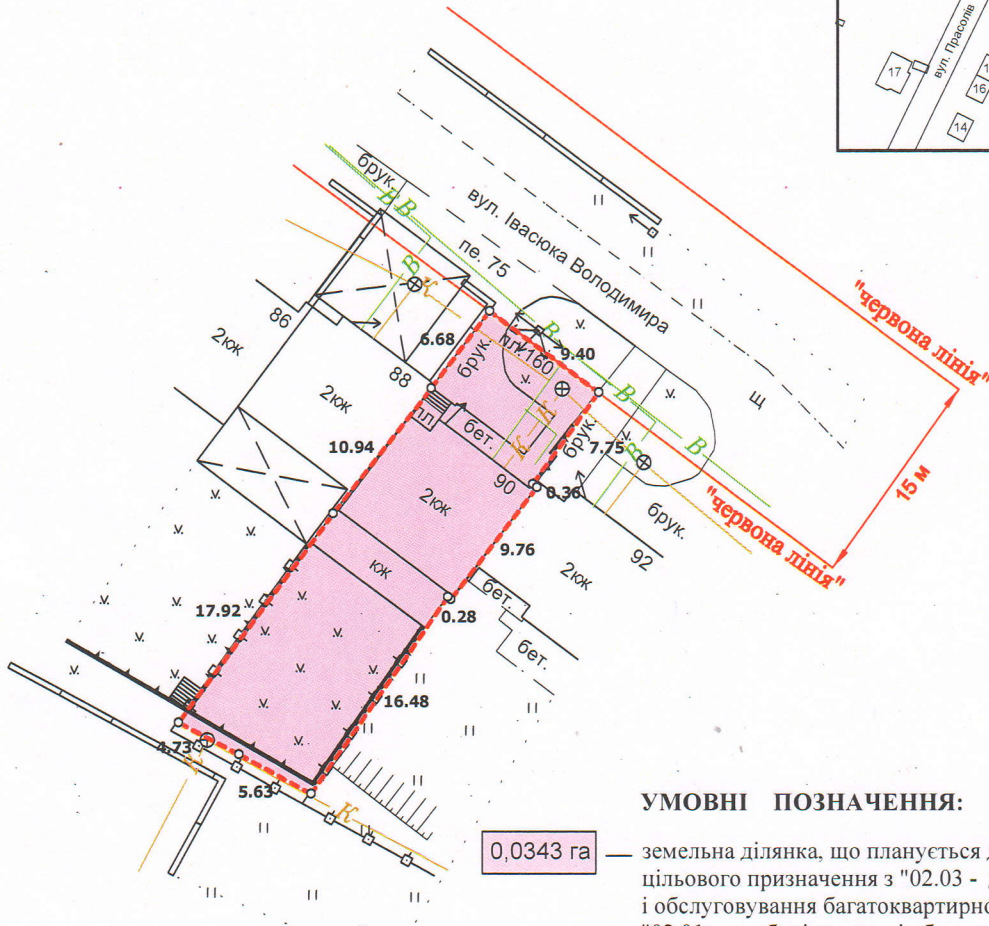 вул. Прасолів
17
16
14
брук.
В В
вул. Івасюка Володимира
пе. 75
В
К
86
2кж
6.68
брук.
пл. 160
В
9.40
"червона лінія"
88
2кж
В
Щ
К
К
В
пл
бет.
брук.
7.75
В
15 м
10.94
90
0.36
"червона лінія"
2кж
брук.
92
9.76
2кж
кж
бет.
0.28
17.92
бет.
16.48
4.73
К
5.63
К
УМОВНІ ПОЗНАЧЕННЯ:
0,0343 га — земельна ділянка, що планується
цільового призначення з "02.03 -
і обслуговування багатоквартирно